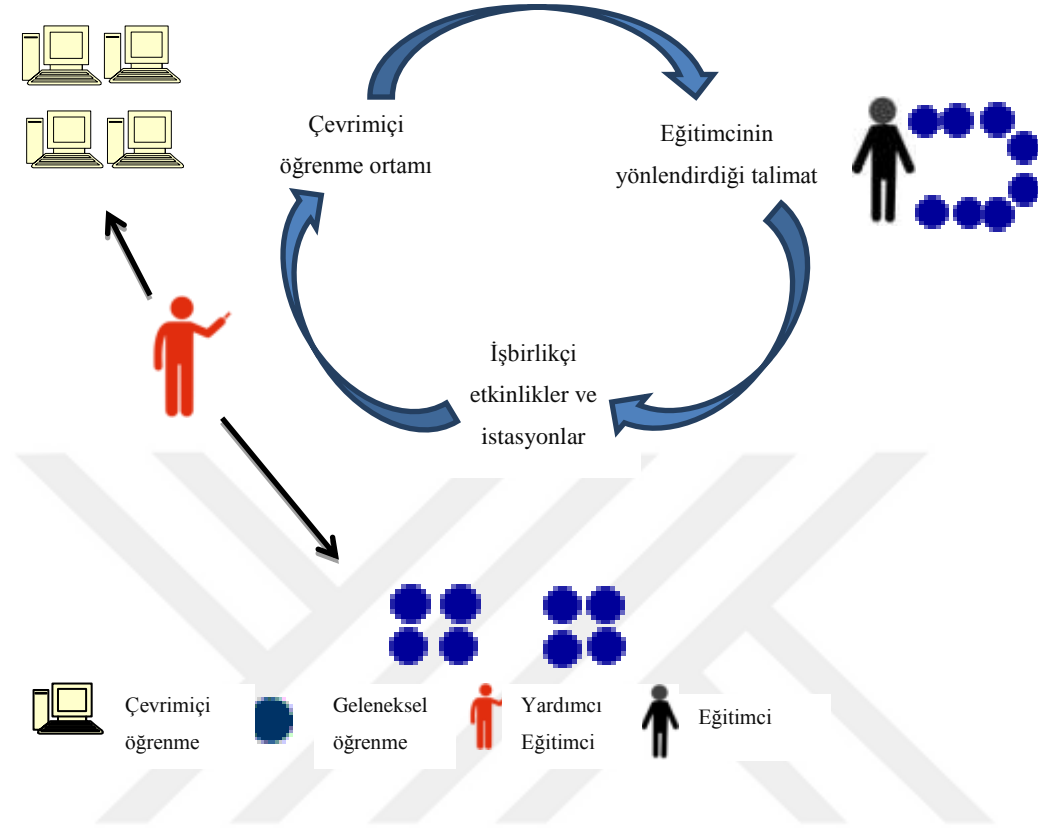 Çevrimiçi
öğrenme ortamı
Eğitimcinin
yönlendirdiği talimat
İşbirlikçi
etkinlikler ve
istasyonlar
Çevrimiçi
öğrenme
Geleneksel
öğrenme
Yardımcı
Eğitimci
Eğitimci